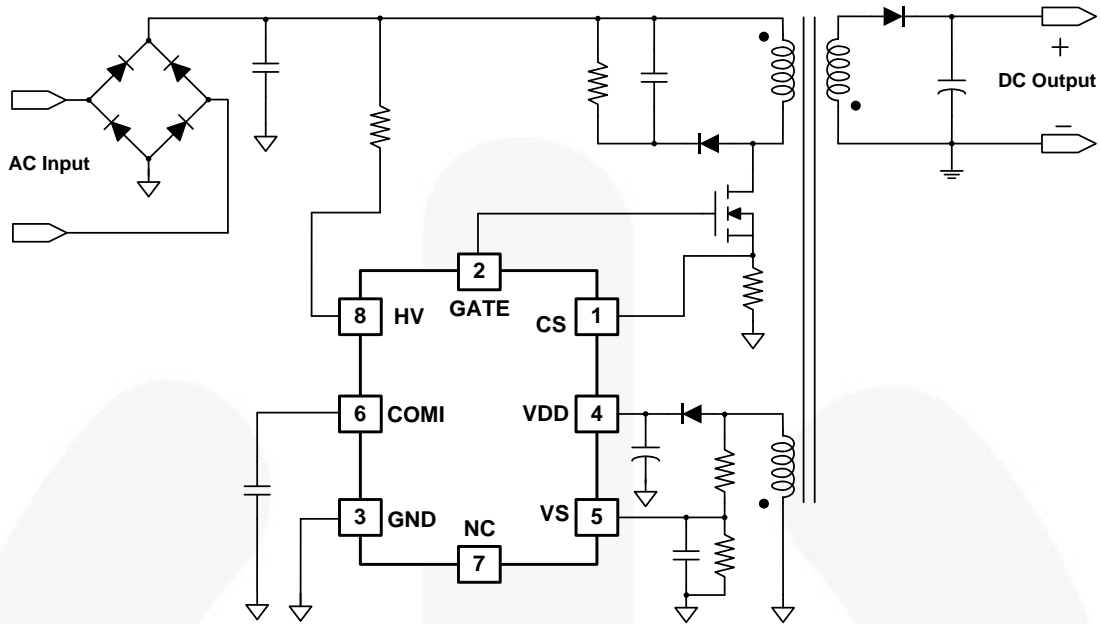 +
DC Output
−
AC Input
2
GATE
8
HV
CS
1
6
COMI
VDD
4
3
GND
NC
7
VS
5